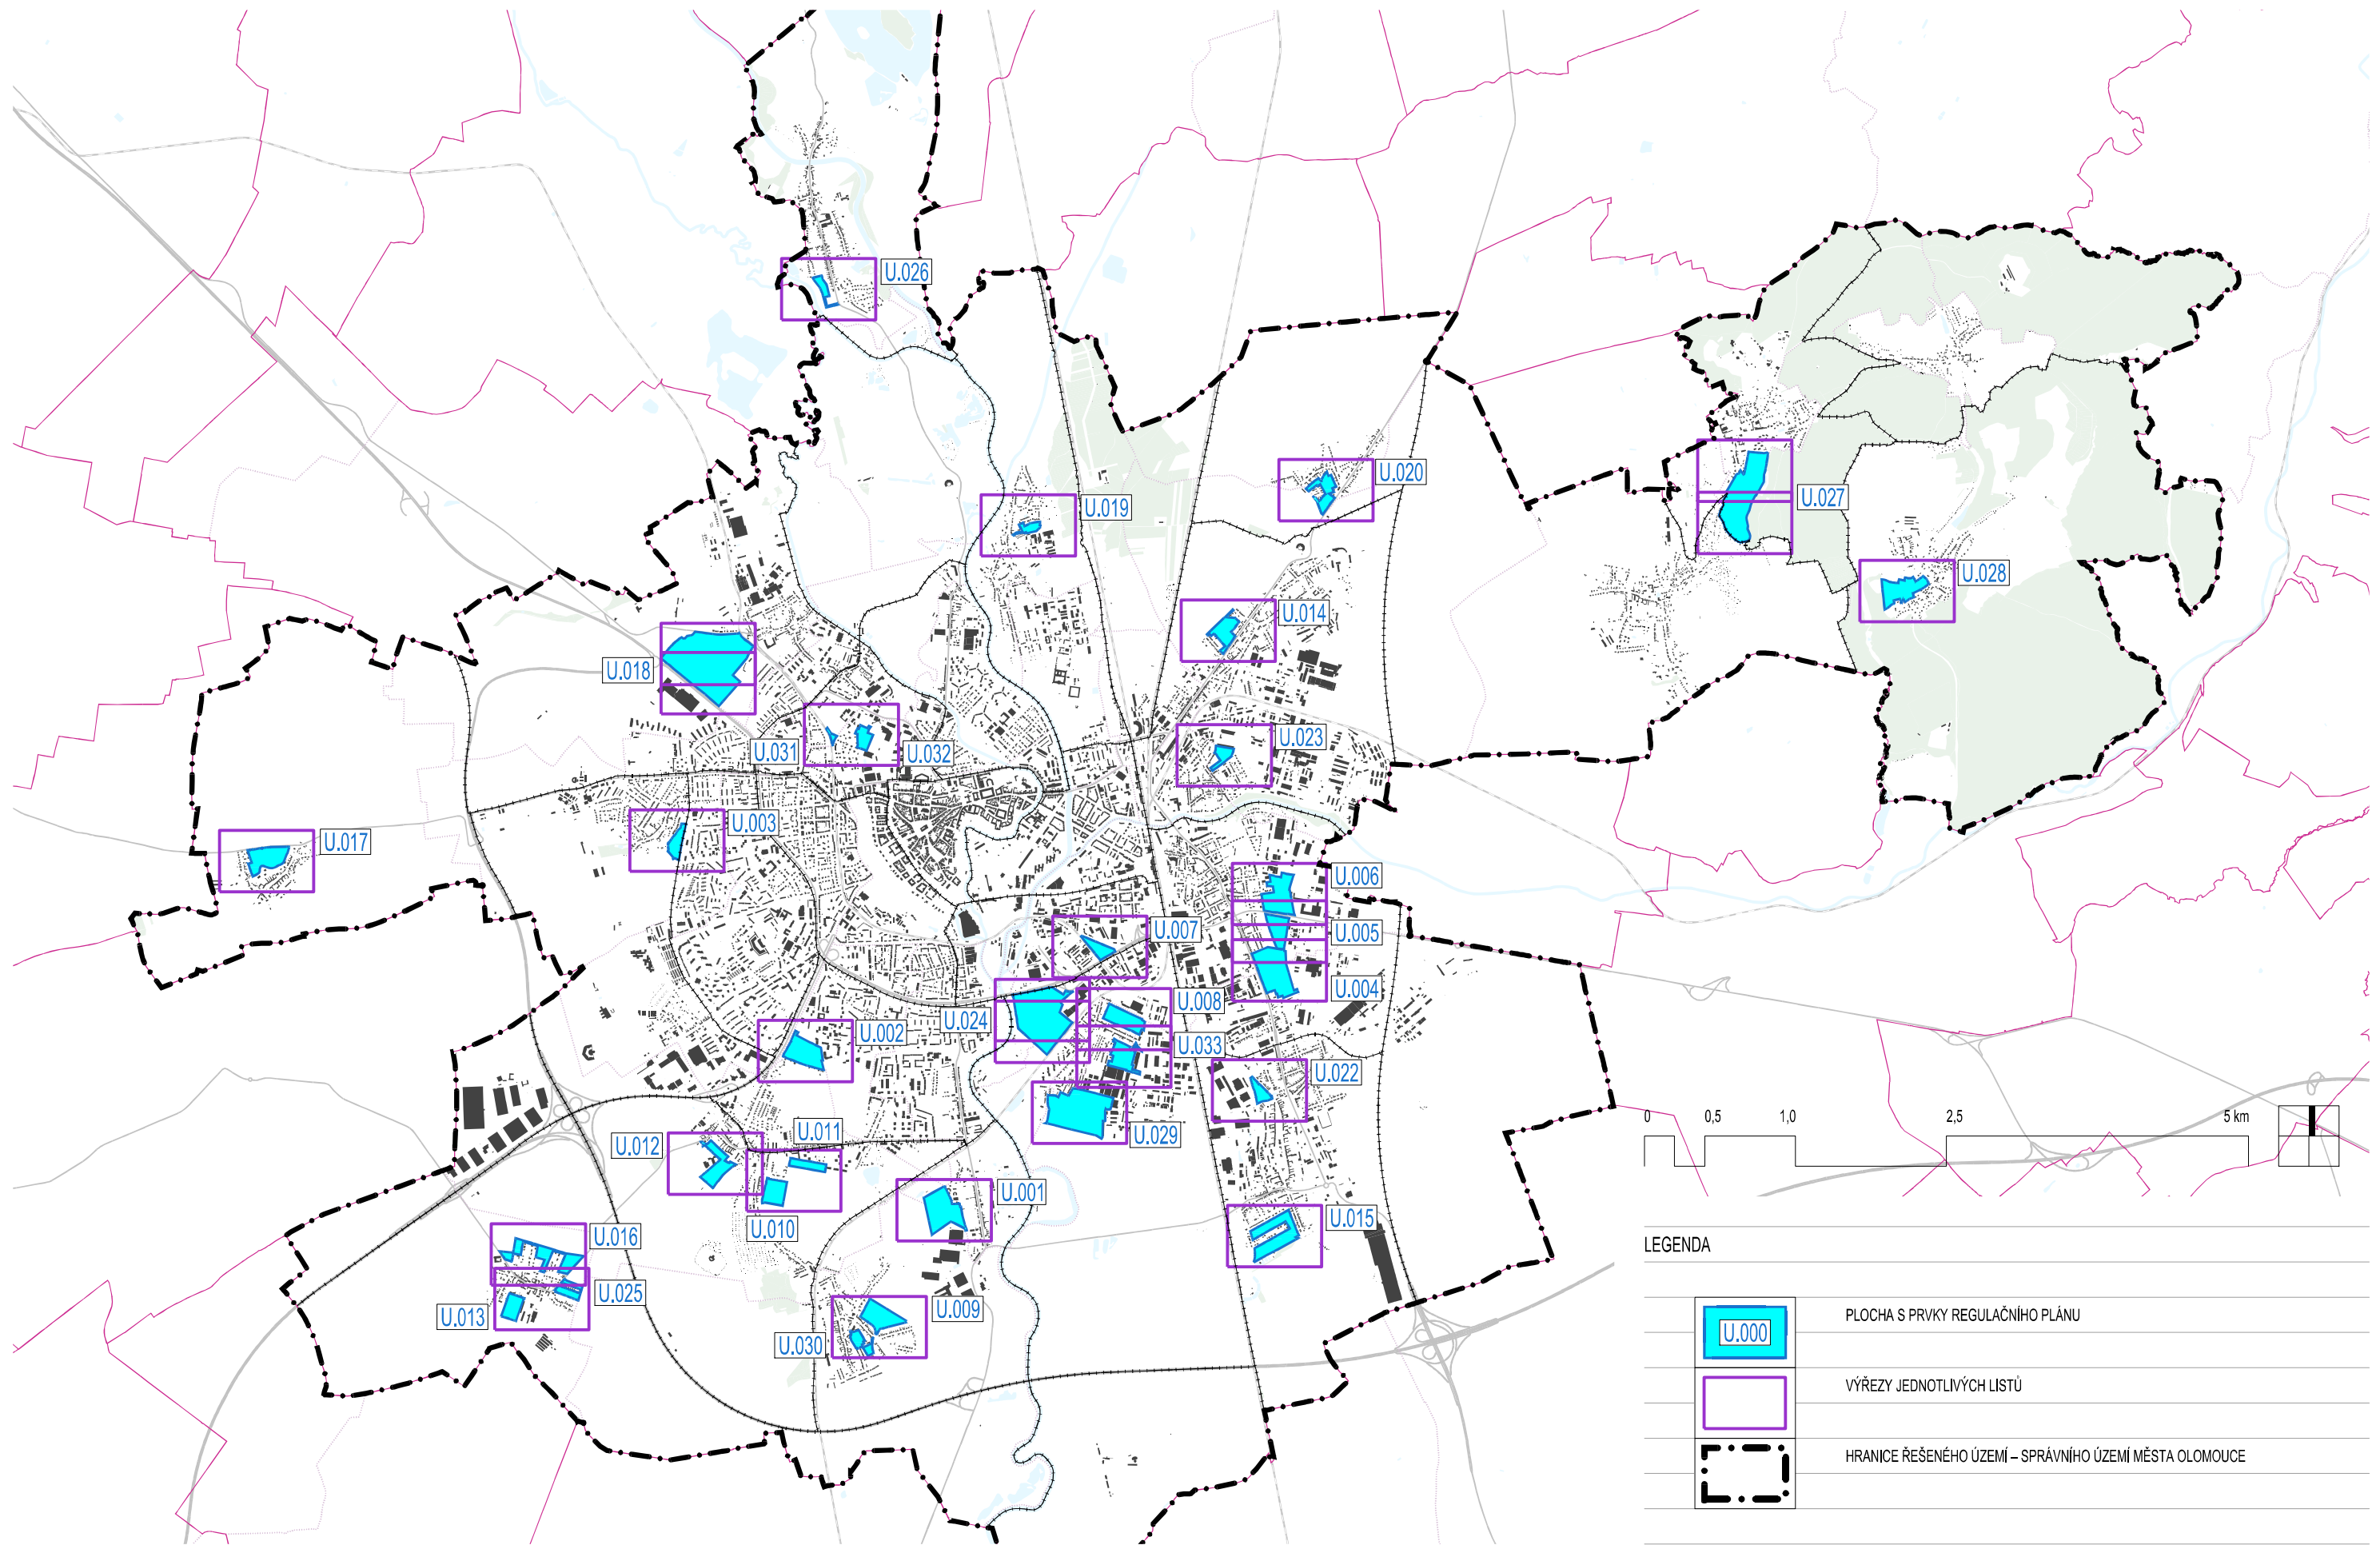 U.026
U.020
U.019
U.027
U.028
U.014
U.018
U.031
U.032
U.023
U.003
U.017
U.006
U.007
U.005
U.004
U.008
U.024
U.002
U.033
U.022
0 0,5 1,0 2,5 5 km
U.029
U.011
U.012
U.001
U.010
U.015
U.016
U.025
U.013
U.009
U.030
LEGENDA
U.000 PLOCHA S PRVKY REGULAČNÍHO PLÁNU
VÝŘEZY JEDNOTLIVÝCH LISTŮ
HRANICE ŘEŠENÉHO ÚZEMÍ – SPRÁVNÍHO ÚZEMÍ MĚSTA OLOMOUCE